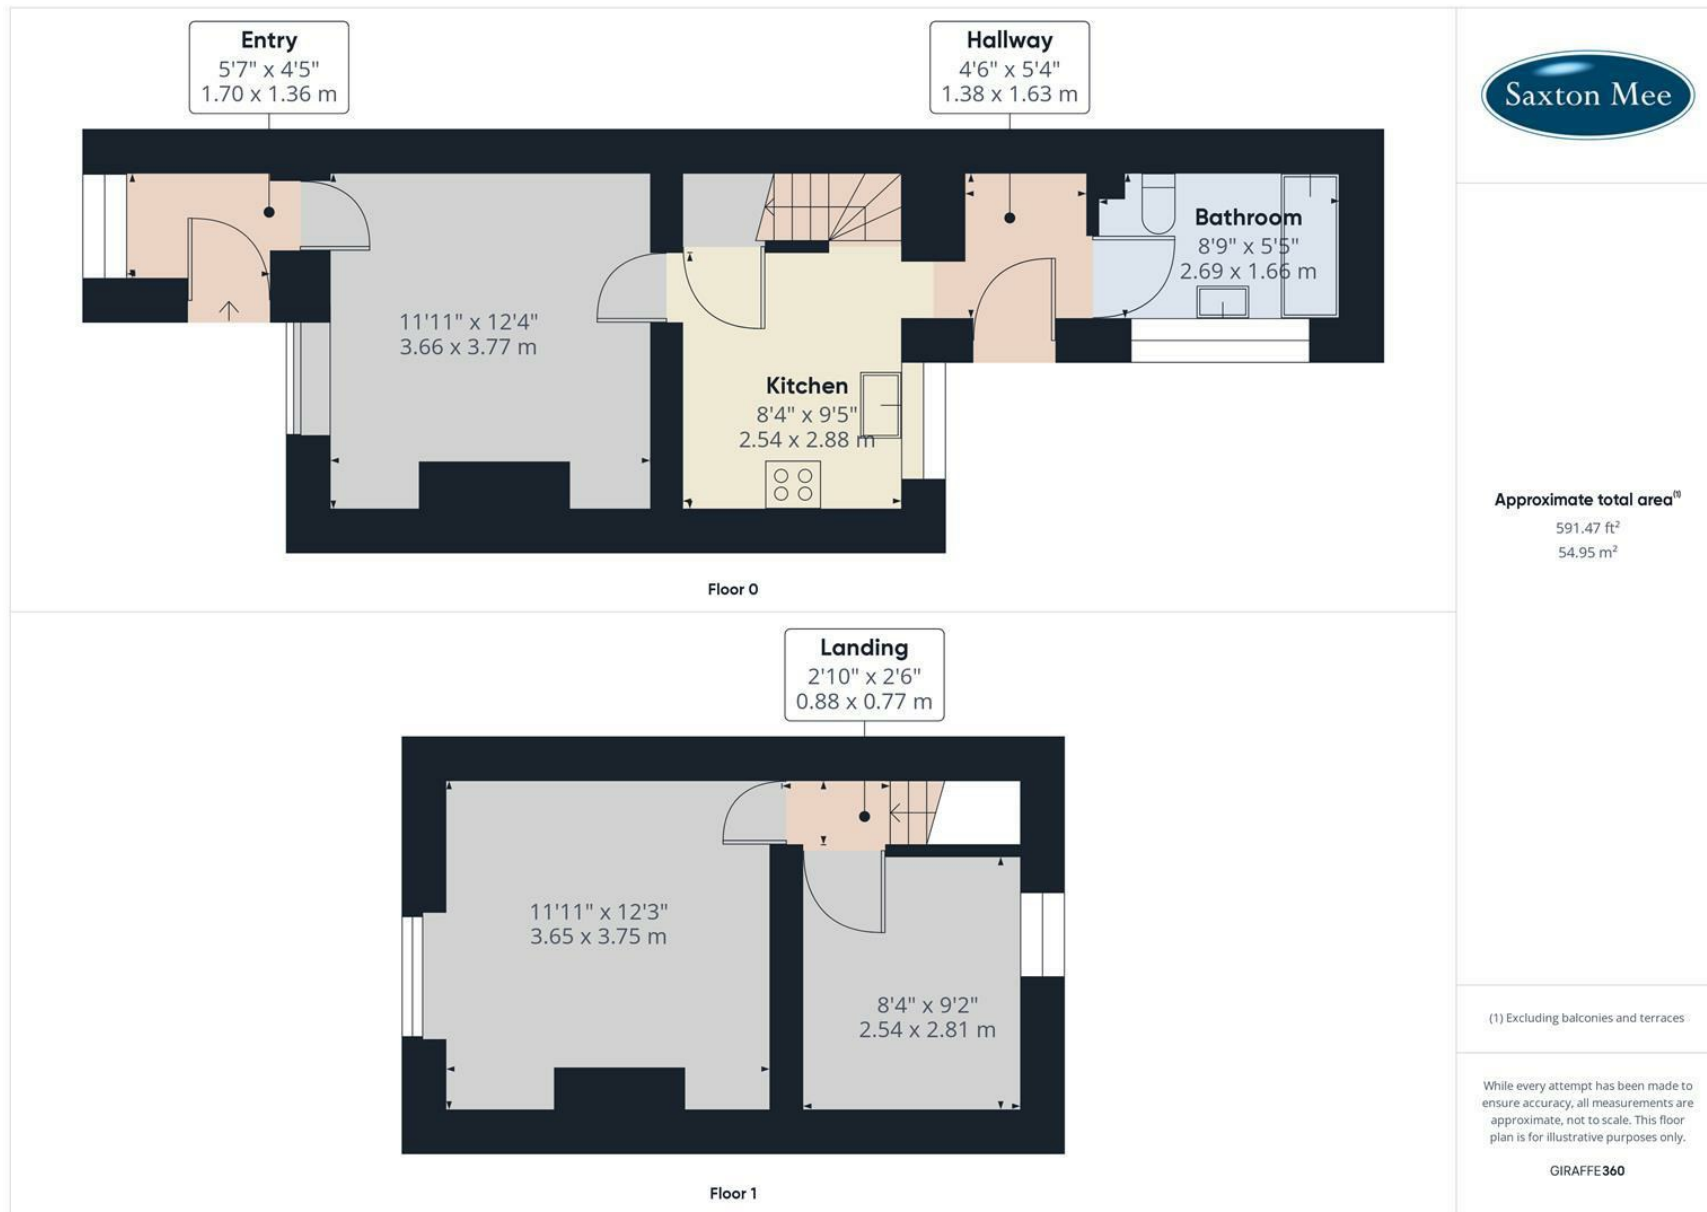 Entry
5'7" x 4'5"
1.70 x 1.36 m
Hallway
4'6" x 5'4"
1.38 x 1.63 m
Bathroom
8'9" x 5'5"
2.69 x 1.66 m
11'11" x 12'4"
3.66 x 3.77 m
Kitchen
8'4" x 9'5"
2.54 x 2.88 m
Floor 0
Landing
2'10" x 2'6"
0.88 x 0.77 m
11'11" x 12'3"
3.65 x 3.75 m
8'4" x 9'2"
2.54 x 2.81 m
Floor 1
Saxton Mee
Approximate total area(1)
591.47 ft²
54.95 m²
(1) Excluding balconies and terraces
While every attempt has been made to
ensure accuracy, all measurements are
approximate, not to scale. This floor
plan is for illustrative purposes only.
GIRAFFE360